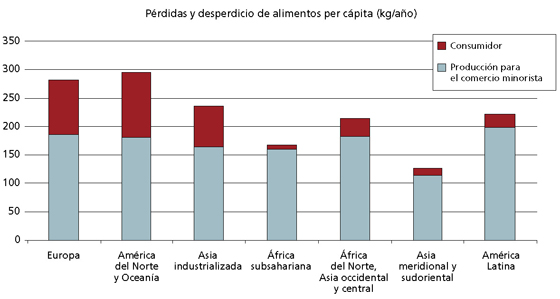 Pérdidas y desperdicio de alimentos per cápita (kg/año)
350
300
250
200
150
100
50
0
Consumidor
Producción para
el comercio minorista
Europa
América
del Norte
y Oceanía
Asia
industrializada
África
subsahariana
África
del Norte,
Asia occidental
y central
Asia
meridional y
sudoriental
América
Latina